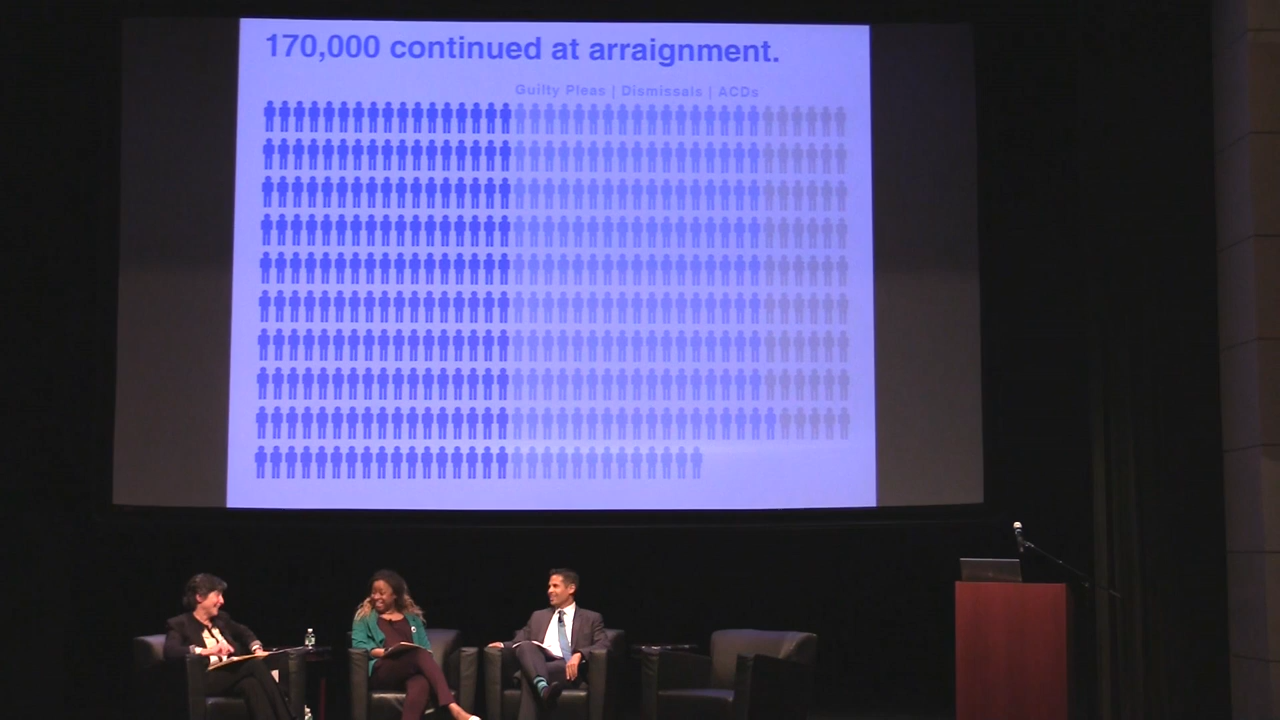 170,000 continued at arraignment.
Guilty Pleas | Dismissals | ACDs